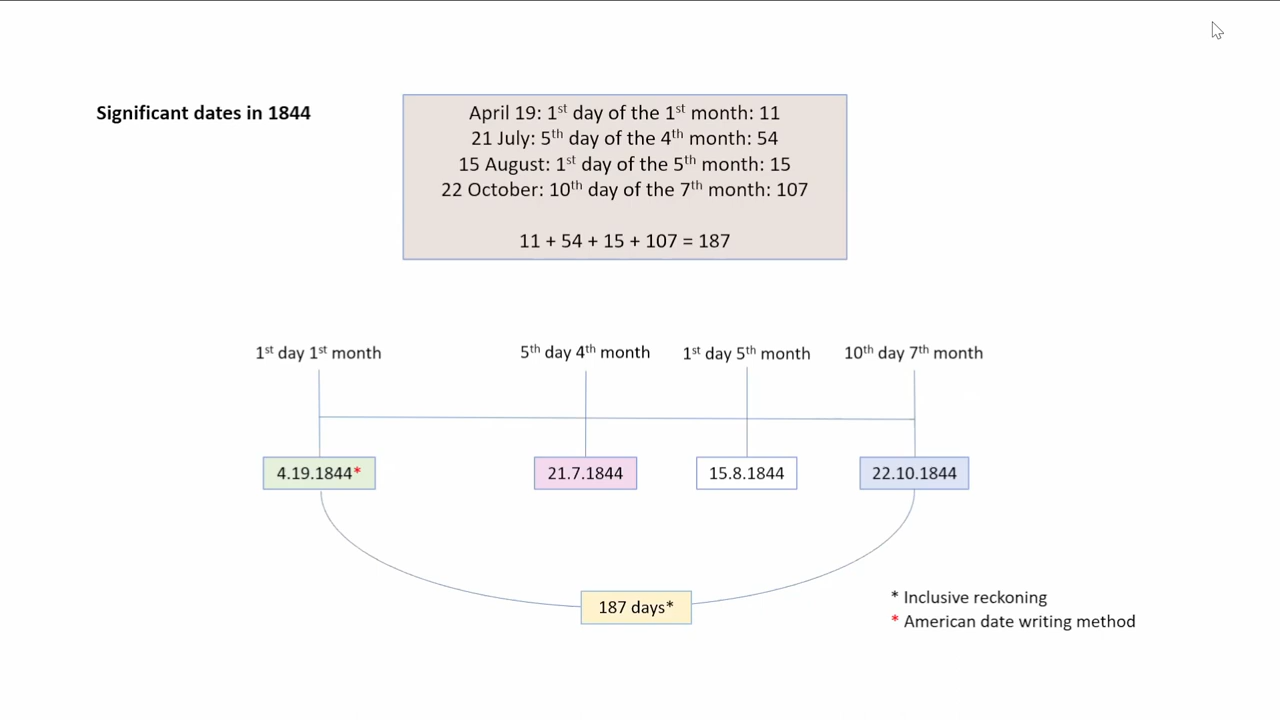 Significant dates in 1844
April 19: 1st day of the 1st month: 11
21 July: 5th day of the 4th month: 54
15 August: 1st day of the 5th month: 15
22 October: 10th day of the 7th month: 107
11 + 54 + 15 + 107 = 187
1st day 1st month
5th day 4th month
1st day 5th month
10th day 7th month
4.19.1844*
21.7.1844
15.8.1844
22.10.1844
187 days*
* Inclusive reckoning
* American date writing method